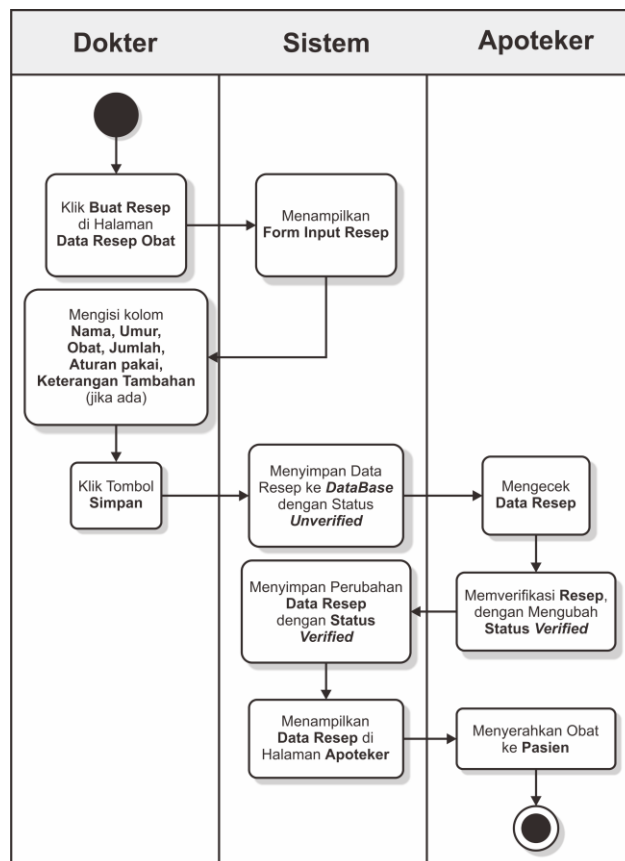 Dokter
Sistem
Apoteker
Klik Buat Resep
di Halaman
Data Resep Obat
Menampilkan
Form Input Resep
Mengisi kolom
Nama, Umur,
Obat, Jumlah,
Aturan pakai,
Keterangan Tambahan
(jika ada)
Klik Tombol
Simpan
Menyimpan Data
Resep ke DataBase
dengan Status
Unverified
Mengecek
Data Resep
Memverifikasi Resep,
dengan Mengubah
Status Verified
Menyimpan Perubahan
Data Resep
dengan Status
Verified
Menampilkan
Data Resep di
Halaman Apoteker
Menyerahkan Obat
ke Pasien